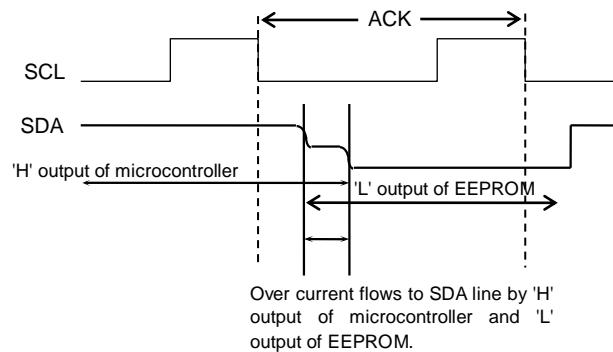 ACK
SCL
SDA
'H' output of microcontroller
'L' output of EEPROM
Over current flows to SDA line by 'H'
output of microcontroller and 'L'
output of EEPROM.